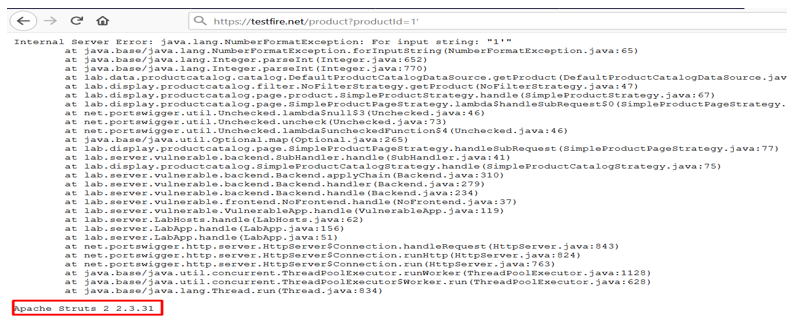 https://testfire.net/product?productId=1'
Internal Server Error: java.lang.NumberFormatException: For input string: "1'"
at java.base/java.lang.NumberFormatException.forInputString(NumberFormatException.java:65)
at java.base/java.lang.Integer.parseInt(Integer.java:652)
at java.base/java.lang.Integer.parseInt(Integer.java:770)
at lab.data.productcatalog.catalog.DefaultProductCatalogDataSource.getProduct(DefaultProductCatalogDataSource.jav
at lab.display.productcatalog.filter.NoFilterStrategy.getProduct(NoFilterStrategy.java:47)
at lab.display.productcatalog.page.product.SimpleProductStrategy.handle(SimpleProductStrategy.java:67)
at lab.display.productcatalog.page.SimpleProductPageStrategy.lambda$handleSubRequest$0(SimpleProductPageStrategy.
at net.portswigger.util.Unchecked.lambda$null$3(Unchecked.java:46)
at net.portswigger.util.Unchecked.uncheck(Unchecked.java:73)
at net.portswigger.util.Unchecked.lambda$uncheckedFunction$4(Unchecked.java:46)
at java.base/java.util.Optional.map(Optional.java:265)
at lab.display.productcatalog.page.SimpleProductPageStrategy.handleSubRequest(SimpleProductPageStrategy.java:77)
at lab.server.vulnerable.backend.SubHandler.handle(SubHandler.java:41)
at lab.display.productcatalog.SimpleProductCatalogStrategy.handle(SimpleProductCatalogStrategy.java:75)
at lab.server.vulnerable.backend.Backend.applyChain(Backend.java:310)
at lab.server.vulnerable.backend.Backend.handler(Backend.java:279)
at lab.server.vulnerable.backend.Backend.handle(Backend.java:234)
at lab.server.vulnerable.frontend.NoFrontend.handle(NoFrontend.java:37)
at lab.server.vulnerable.VulnerableApp.handle(VulnerableApp.java:119)
at lab.server.LabHosts.handle(LabHosts.java:62)
at lab.server.LabApp.handle(LabApp.java:156)
at lab.server.LabApp.handle(LabApp.java:51)
at net.portswigger.http.server.HttpServer$Connection.handleRequest(HttpServer.java:843)
at net.portswigger.http.server.HttpServer$Connection.runHttp(HttpServer.java:824)
at net.portswigger.http.server.HttpServer$Connection.run(HttpServer.java:763)
at java.base/java.util.concurrent.ThreadPoolExecutor.runWorker(ThreadPoolExecutor.java:1128)
at java.base/java.util.concurrent.ThreadPoolExecutor$Worker.run(ThreadPoolExecutor.java:628)
at java.base/java.lang.Thread.run(Thread.java:834)
Apache Struts 2 2.3.31